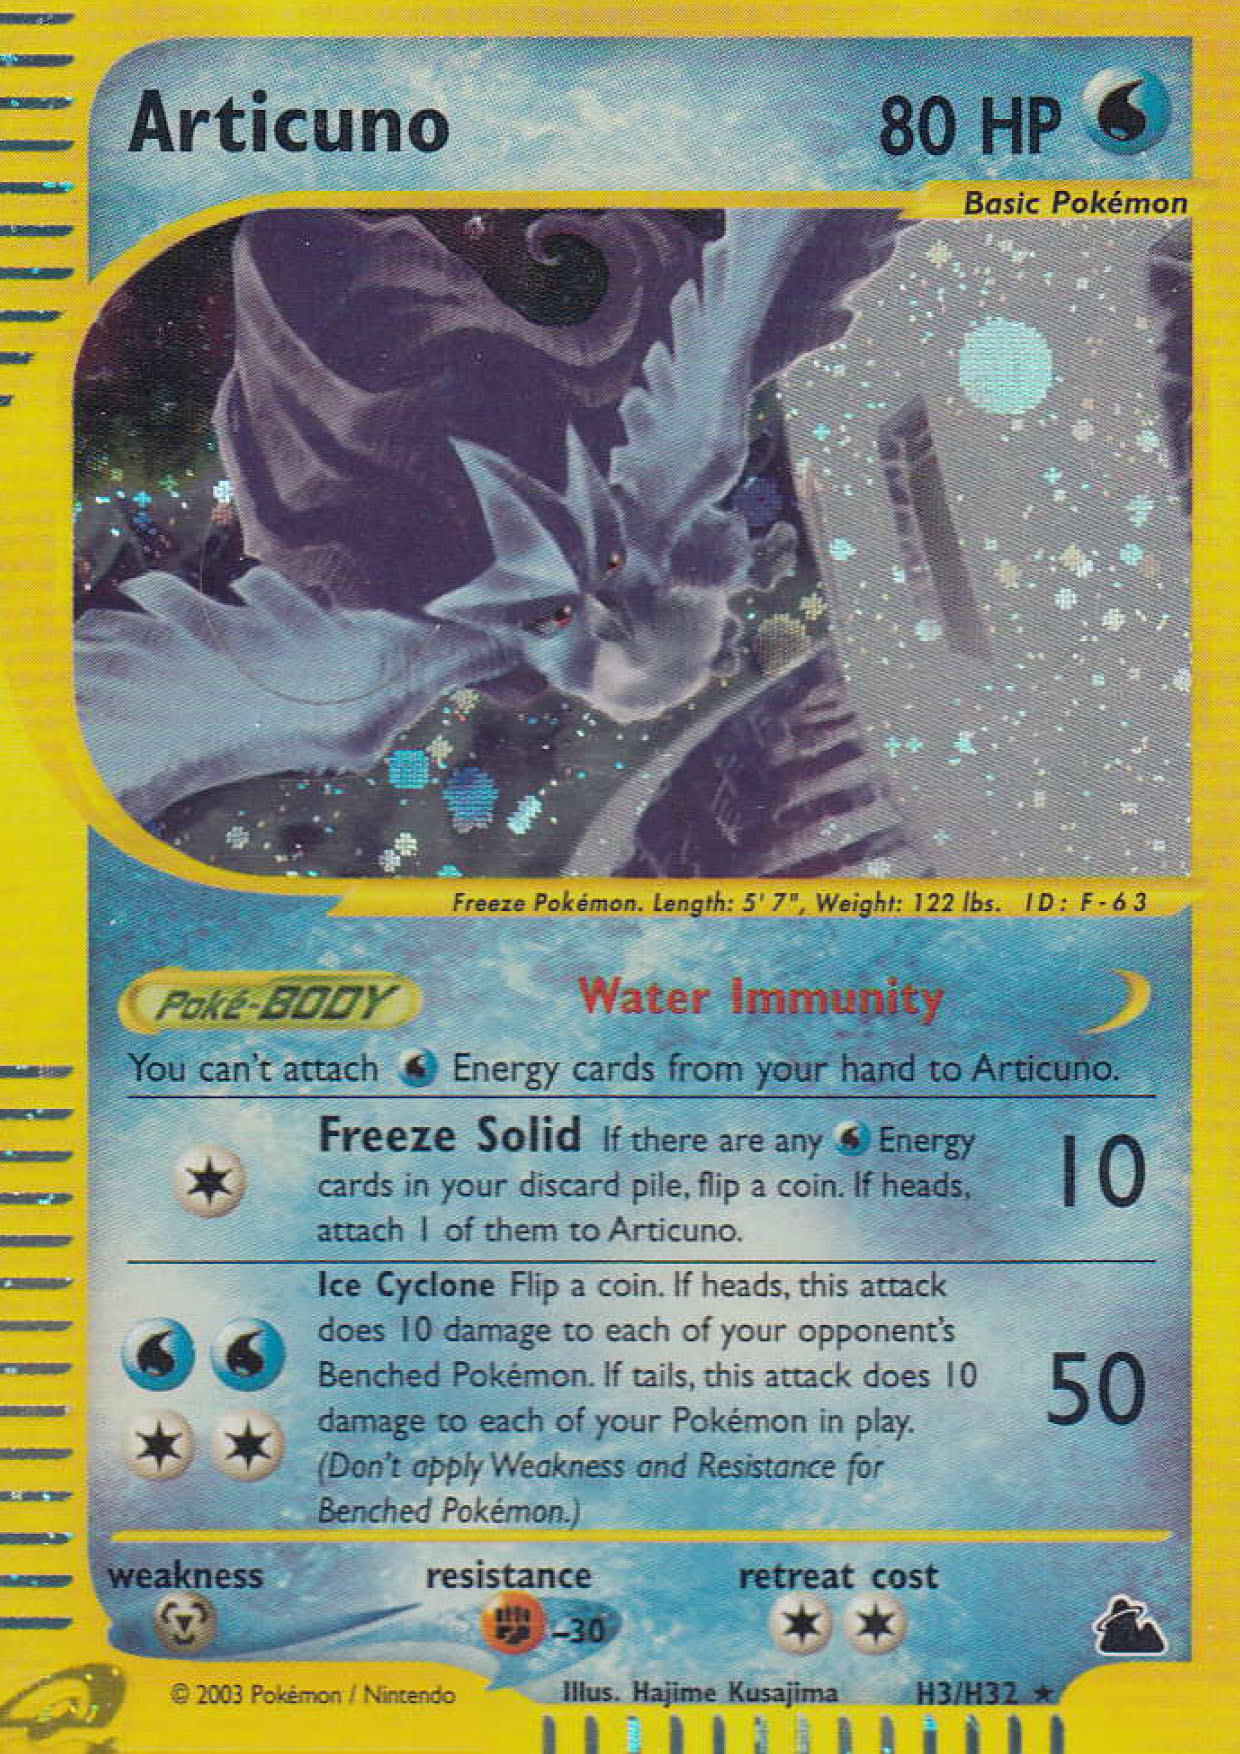 Articuno
80 HP
Basic Pokémon
Freeze Pokémon. Length: 5' 7", Weight: 122 lbs. ID: F-63
Poké-BODY
Water Immunity
You can't attach Energy cards from your hand to Articuno.
Freeze Solid If there are any Energy
cards in your discard pile, flip a coin. If heads,
attach 1 of them to Articuno.
10
Ice Cyclone Flip a coin. If heads, this attack
does 10 damage to each of your opponent's
Benched Pokémon. If tails, this attack does 10
damage to each of your Pokémon in play.
(Don't apply Weakness and Resistance for
Benched Pokémon.)
50
weakness
resistance
-30
retreat cost
© 2003 Pokémon / Nintendo
Illus. Hajime Kusajima
H3/H32 ★